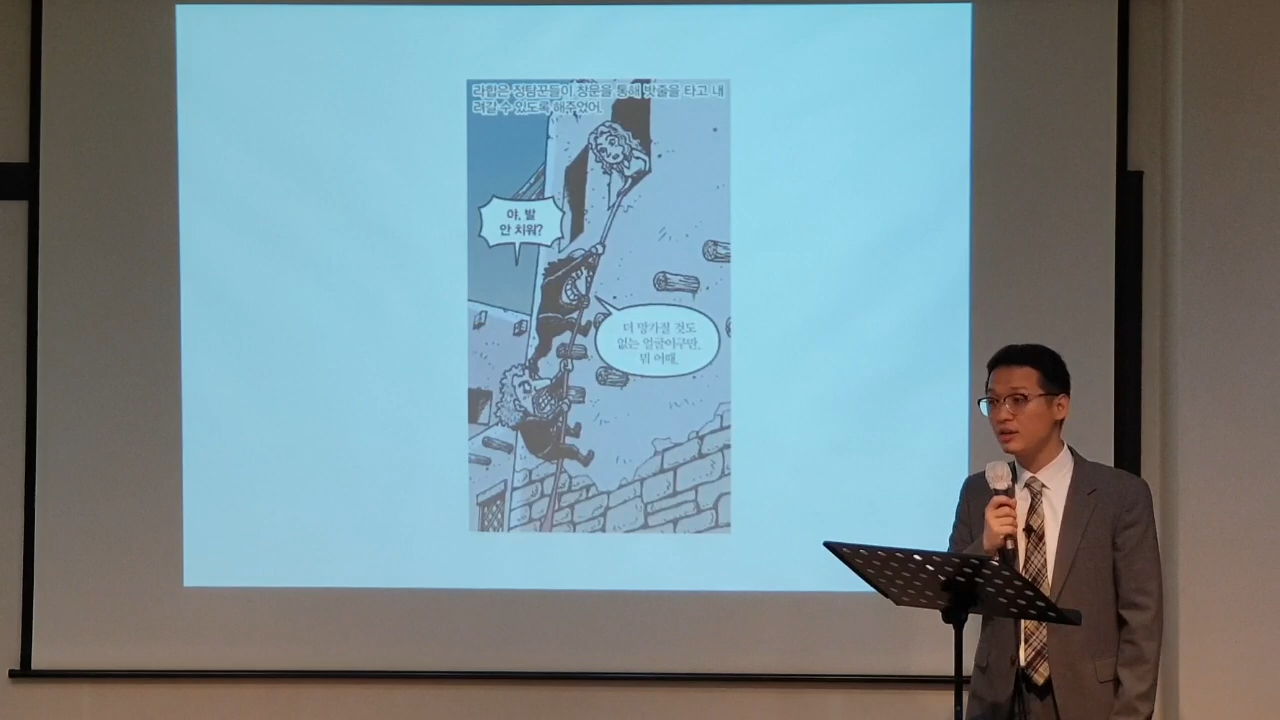 라합은 정탐꾼들이 창문을 통해 밧줄을 타고 내
려갈 수 있도록 해주었어.
야, 발
안 치워?
더 망가질 것도
없는 얼굴이구만.
뭐 어때.